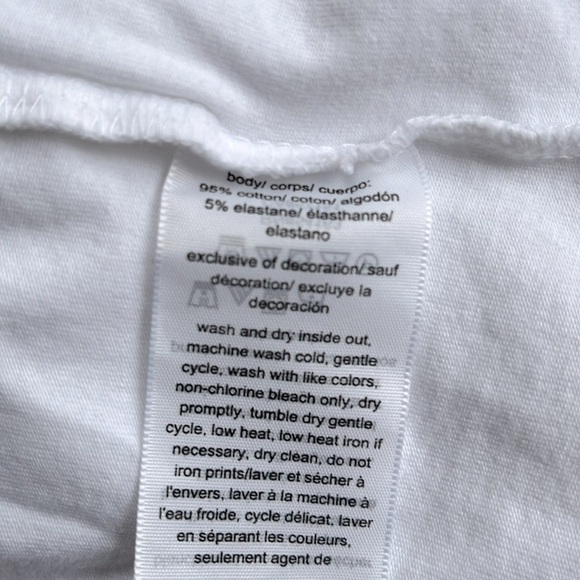 body/ corps/ cuerpo:
95% cotton/ coton/ algodón
5% elastane/ élasthanne/
elastano
exclusive of decoration/ sauf
décoration/ excluye la
decoración
wash and dry inside out,
machine wash cold, gentle
cycle, wash with like colors,
non-chlorine bleach only, dry
promptly, tumble dry gentle
cycle, low heat, low heat iron if
necessary, dry clean, do not
iron prints/laver et sécher à
l'envers, laver à la machine à
l'eau froide, cycle délicat, laver
en séparant les couleurs,
seulement agent de